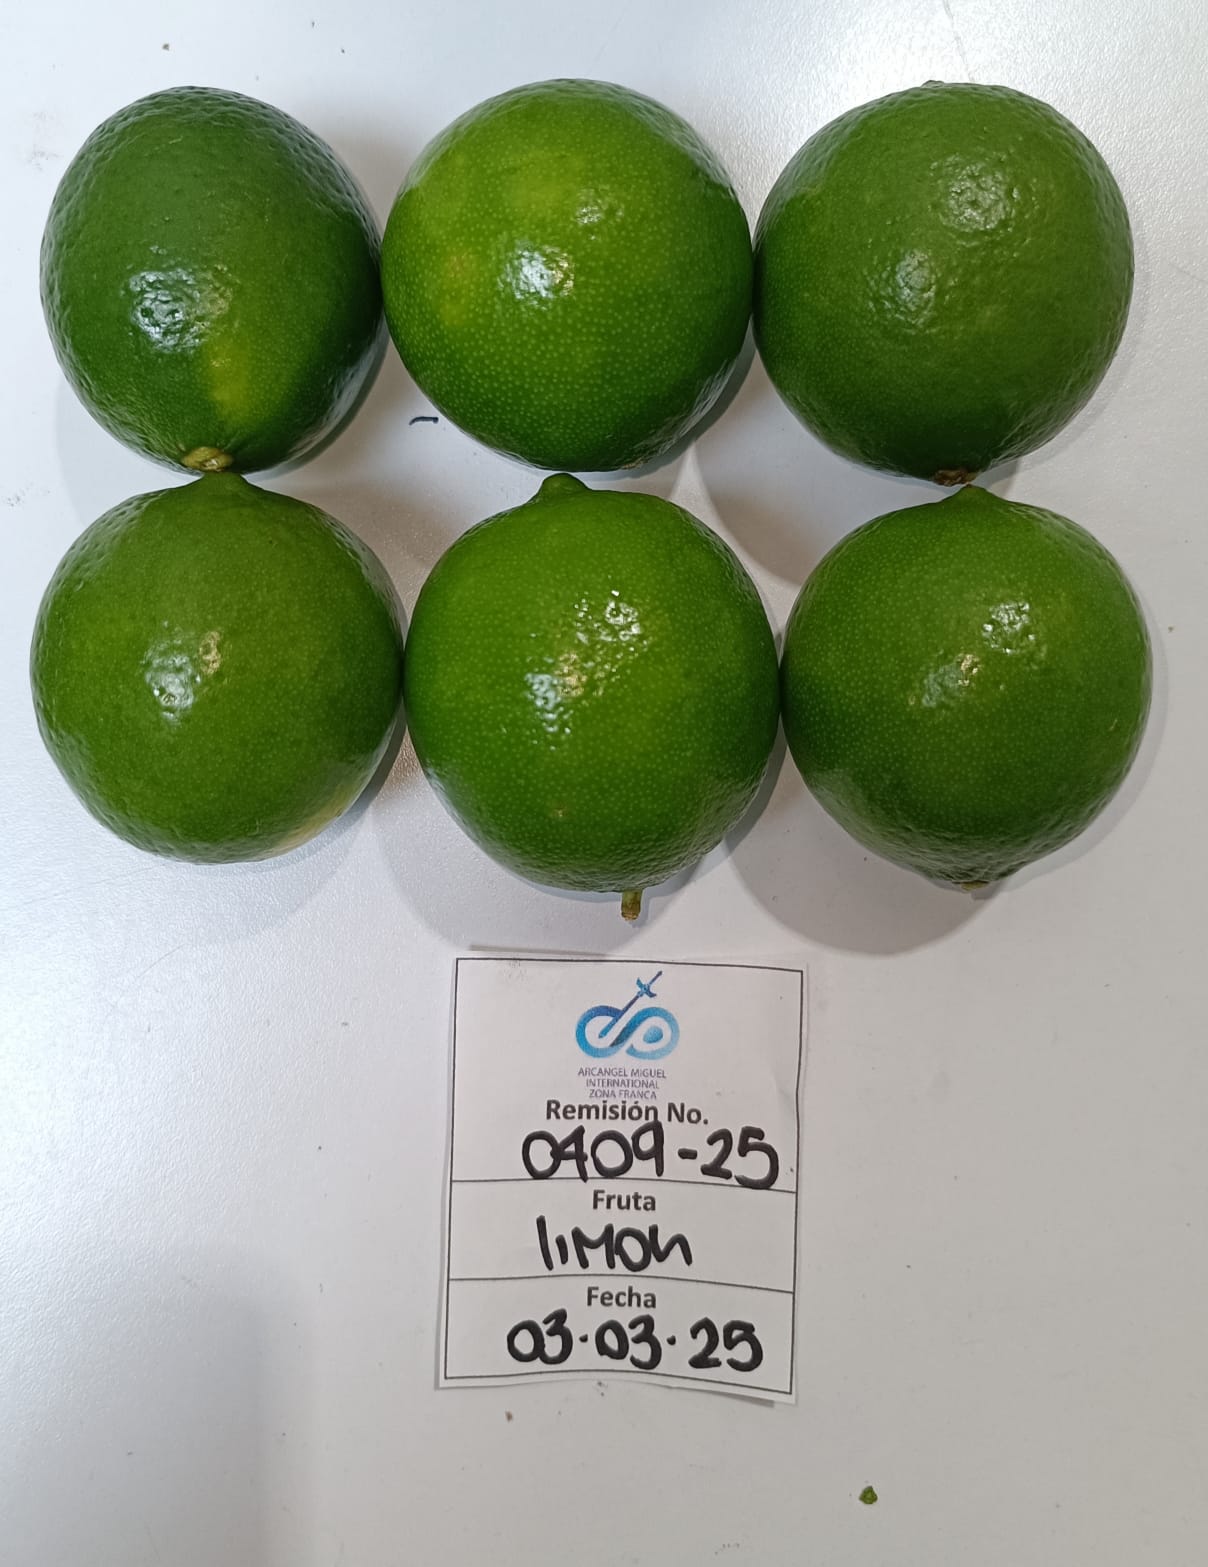 ARCANGEL MIGUEL
INTERNATIONAL
ZONA FRANCA
Remisión No.
0409-25
Fruta
limon
Fecha
03.03.25